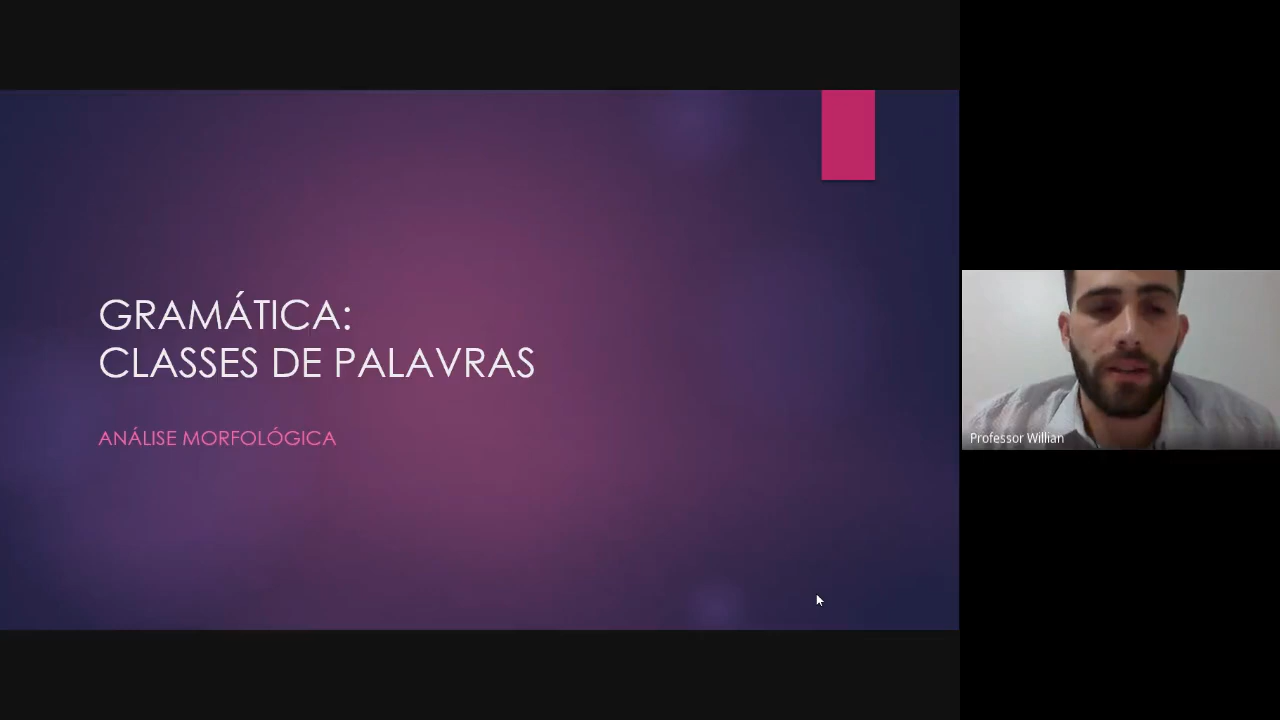 GRAMÁTICA:
CLASSES DE PALAVRAS
ANÁLISE MORFOLÓGICA
Professor Willian